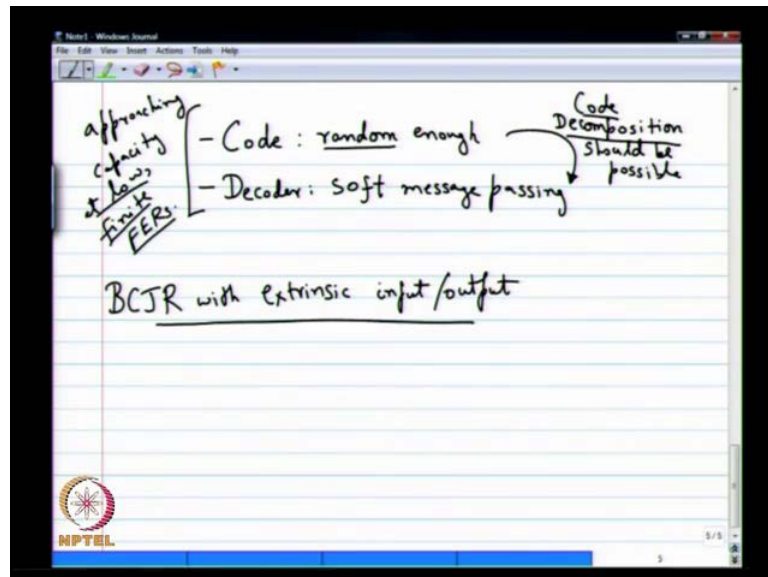 Note1 - Windows Journal
File Edit View Insert Actions Tools Help
approaching
capacity
at low,
finite
FERs.
- Code : random enough
- Decoder : soft message passing
Code
Decomposition
should be
possible
BCJR with extrinsic input/output
NPTEL
5/5
5